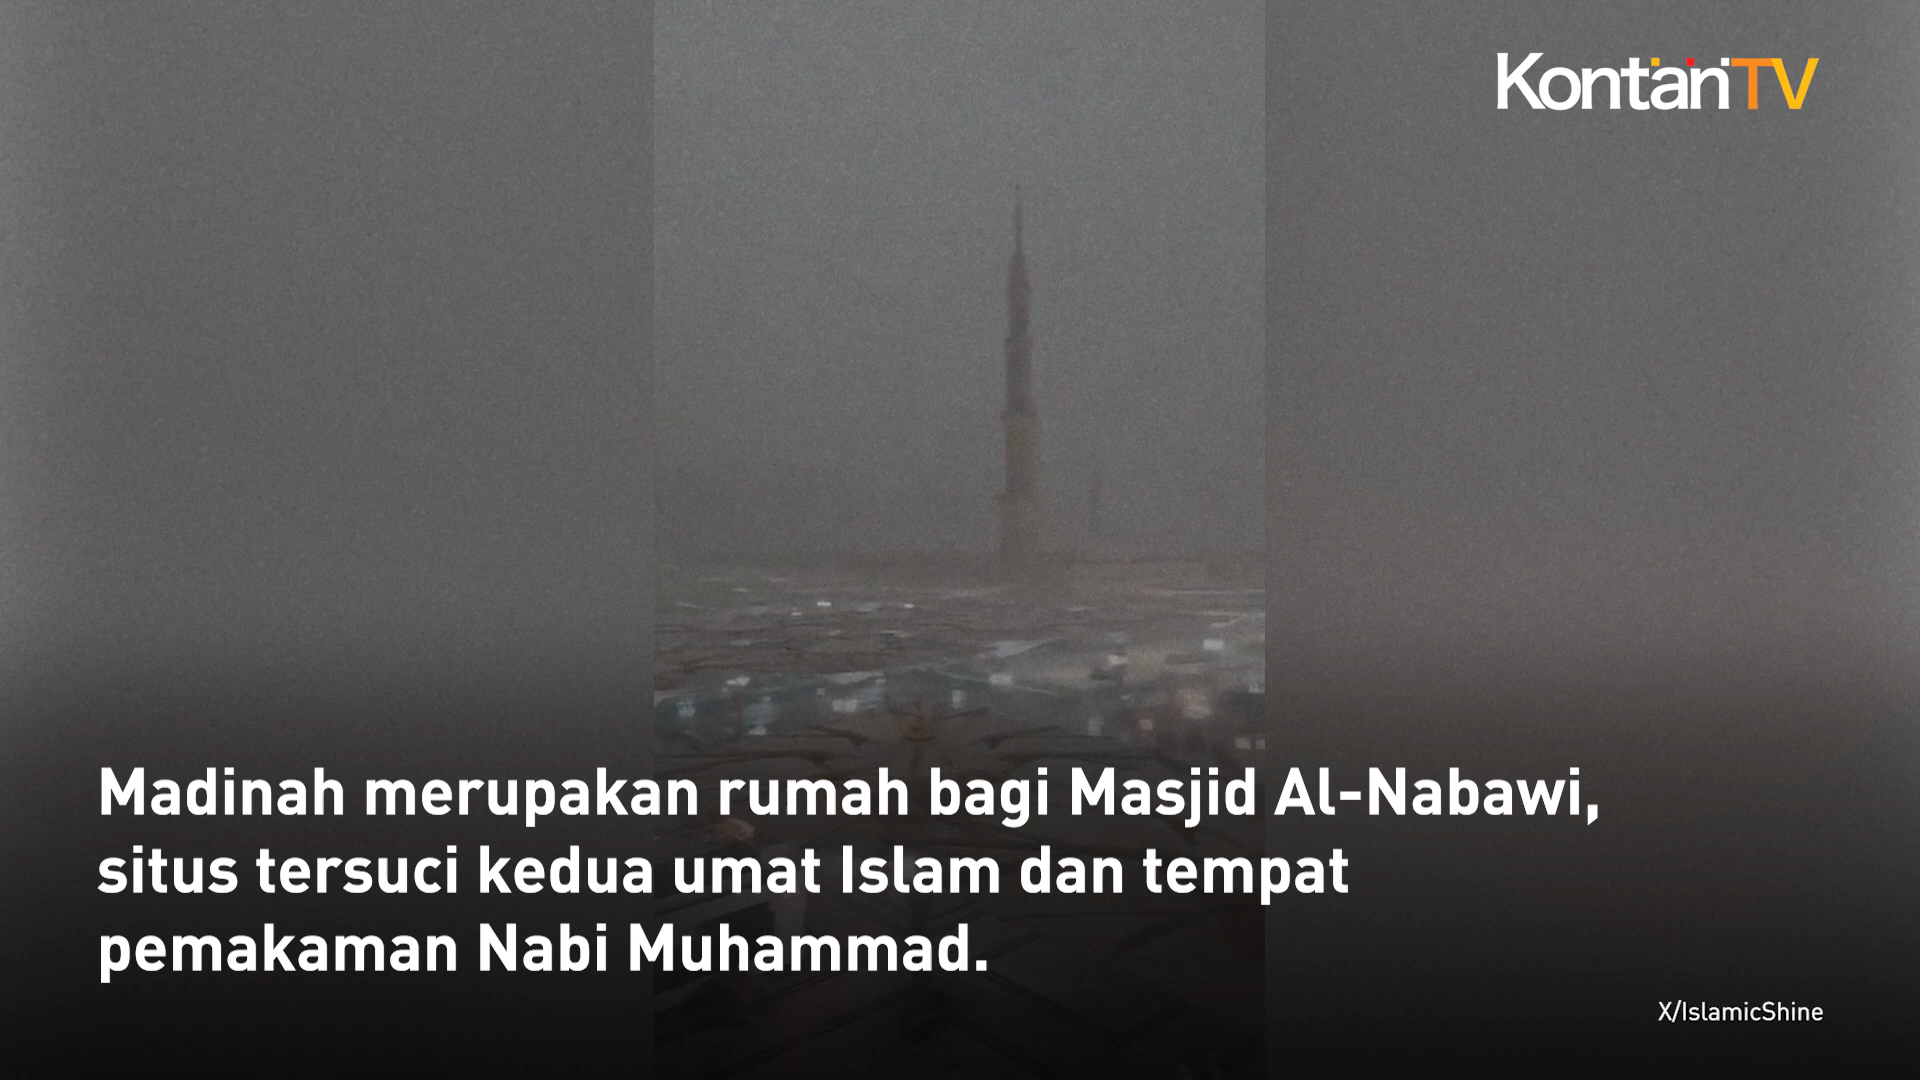 KontanTV
Madinah merupakan rumah bagi Masjid Al-Nabawi,
situs tersuci kedua umat Islam dan tempat
pemakaman Nabi Muhammad.
X/IslamicShine